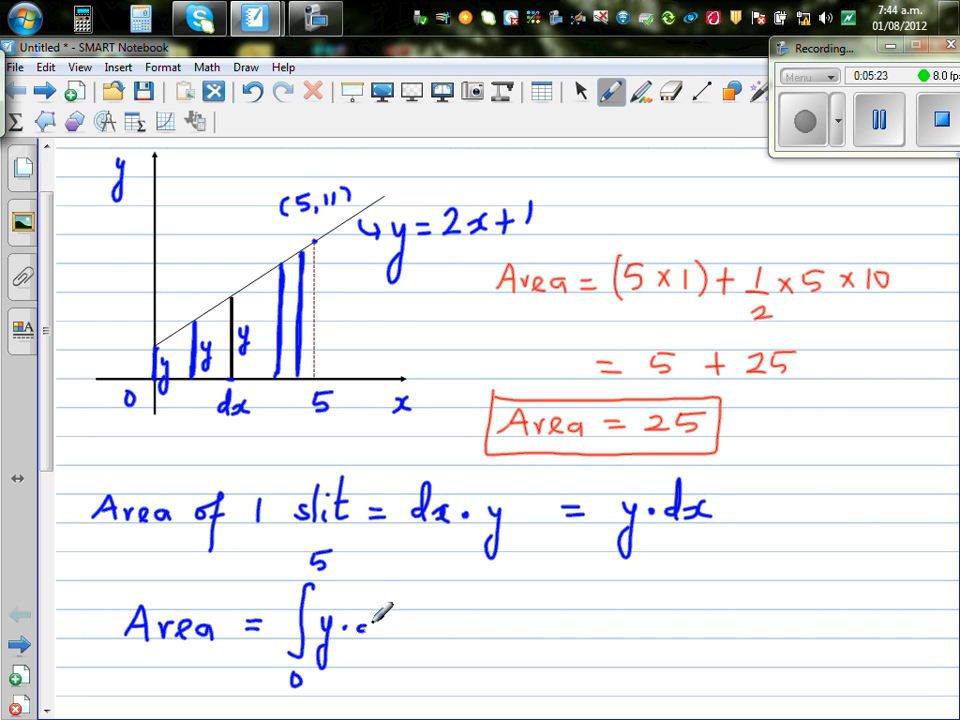 7:44 a.m.
01/08/2012
Untitled * - SMART Notebook
Recording...
File Edit View Insert Format Math Draw Help
Menu 0:05:23 8.0 fp
y
(5,11)
y = 2x + 1
Area = (5 × 1) + 1/2 × 5 × 10
y y y
= 5 + 25
0 dx 5 x
Area = 25
Area of 1 slit = dx · y = y · dx
5
Area = ∫ y ·
0